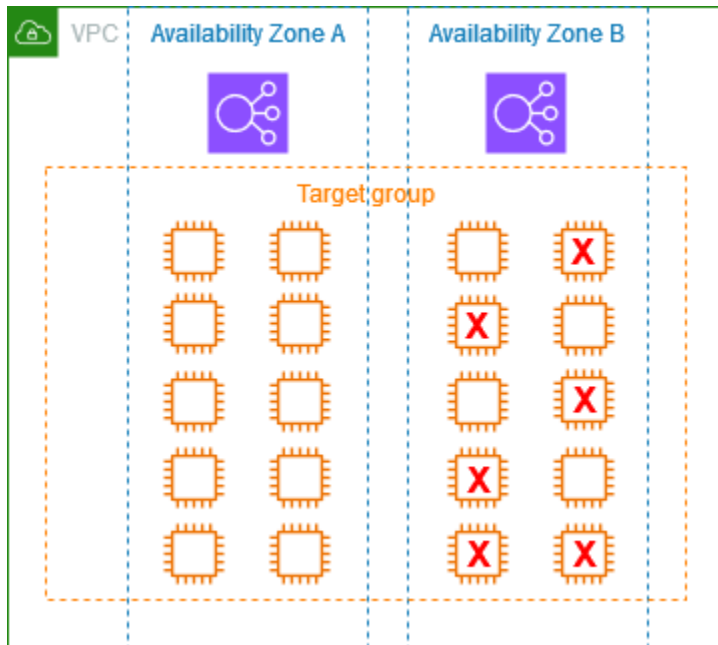 VPC
Availability Zone A
Availability Zone B
Target group
X
X
X
X
X X